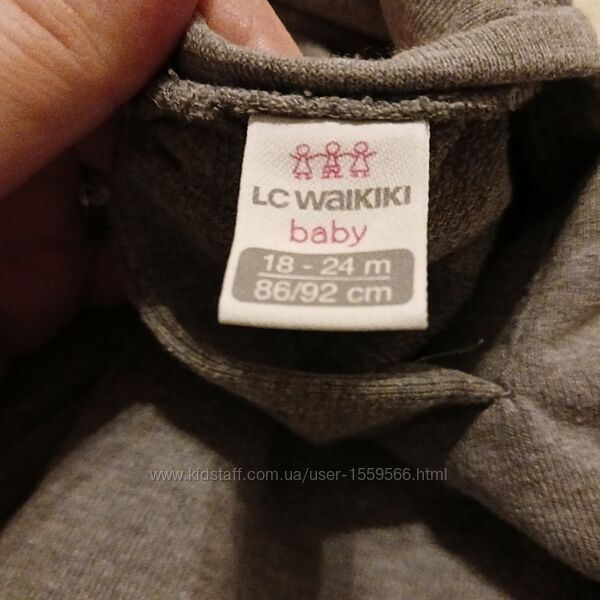 LC WAIKIKI
baby
18 - 24 m
86/92 cm
www.kidstaff.com.ua/user-1559566.html